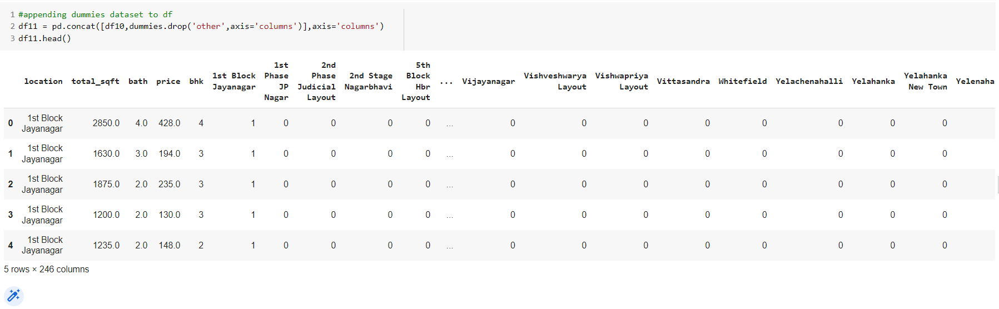 1 #appending dummies dataset to df
2 df11 = pd.concat([df10,dummies.drop('other',axis='columns')],axis='columns')
3 df11.head()
location total_sqft bath price bhk 1st Block Jayanagar 1st Phase JP Nagar 2nd Phase Judicial Layout 2nd Stage Nagarbhavi 5th Block Hbr Layout ... Vijayanagar Vishveshwarya Layout Vishwapriya Layout Vittasandra Whitefield Yelachenahalli Yelahanka Yelahanka New Town Yelenaha
0 1st Block Jayanagar 2850.0 4.0 428.0 4 1 0 0 0 0 ... 0 0 0 0 0 0 0 0
1 1st Block Jayanagar 1630.0 3.0 194.0 3 1 0 0 0 0 ... 0 0 0 0 0 0 0 0
2 1st Block Jayanagar 1875.0 2.0 235.0 3 1 0 0 0 0 ... 0 0 0 0 0 0 0 0
3 1st Block Jayanagar 1200.0 2.0 130.0 3 1 0 0 0 0 ... 0 0 0 0 0 0 0 0
4 1st Block Jayanagar 1235.0 2.0 148.0 2 1 0 0 0 0 ... 0 0 0 0 0 0 0 0
5 rows × 246 columns